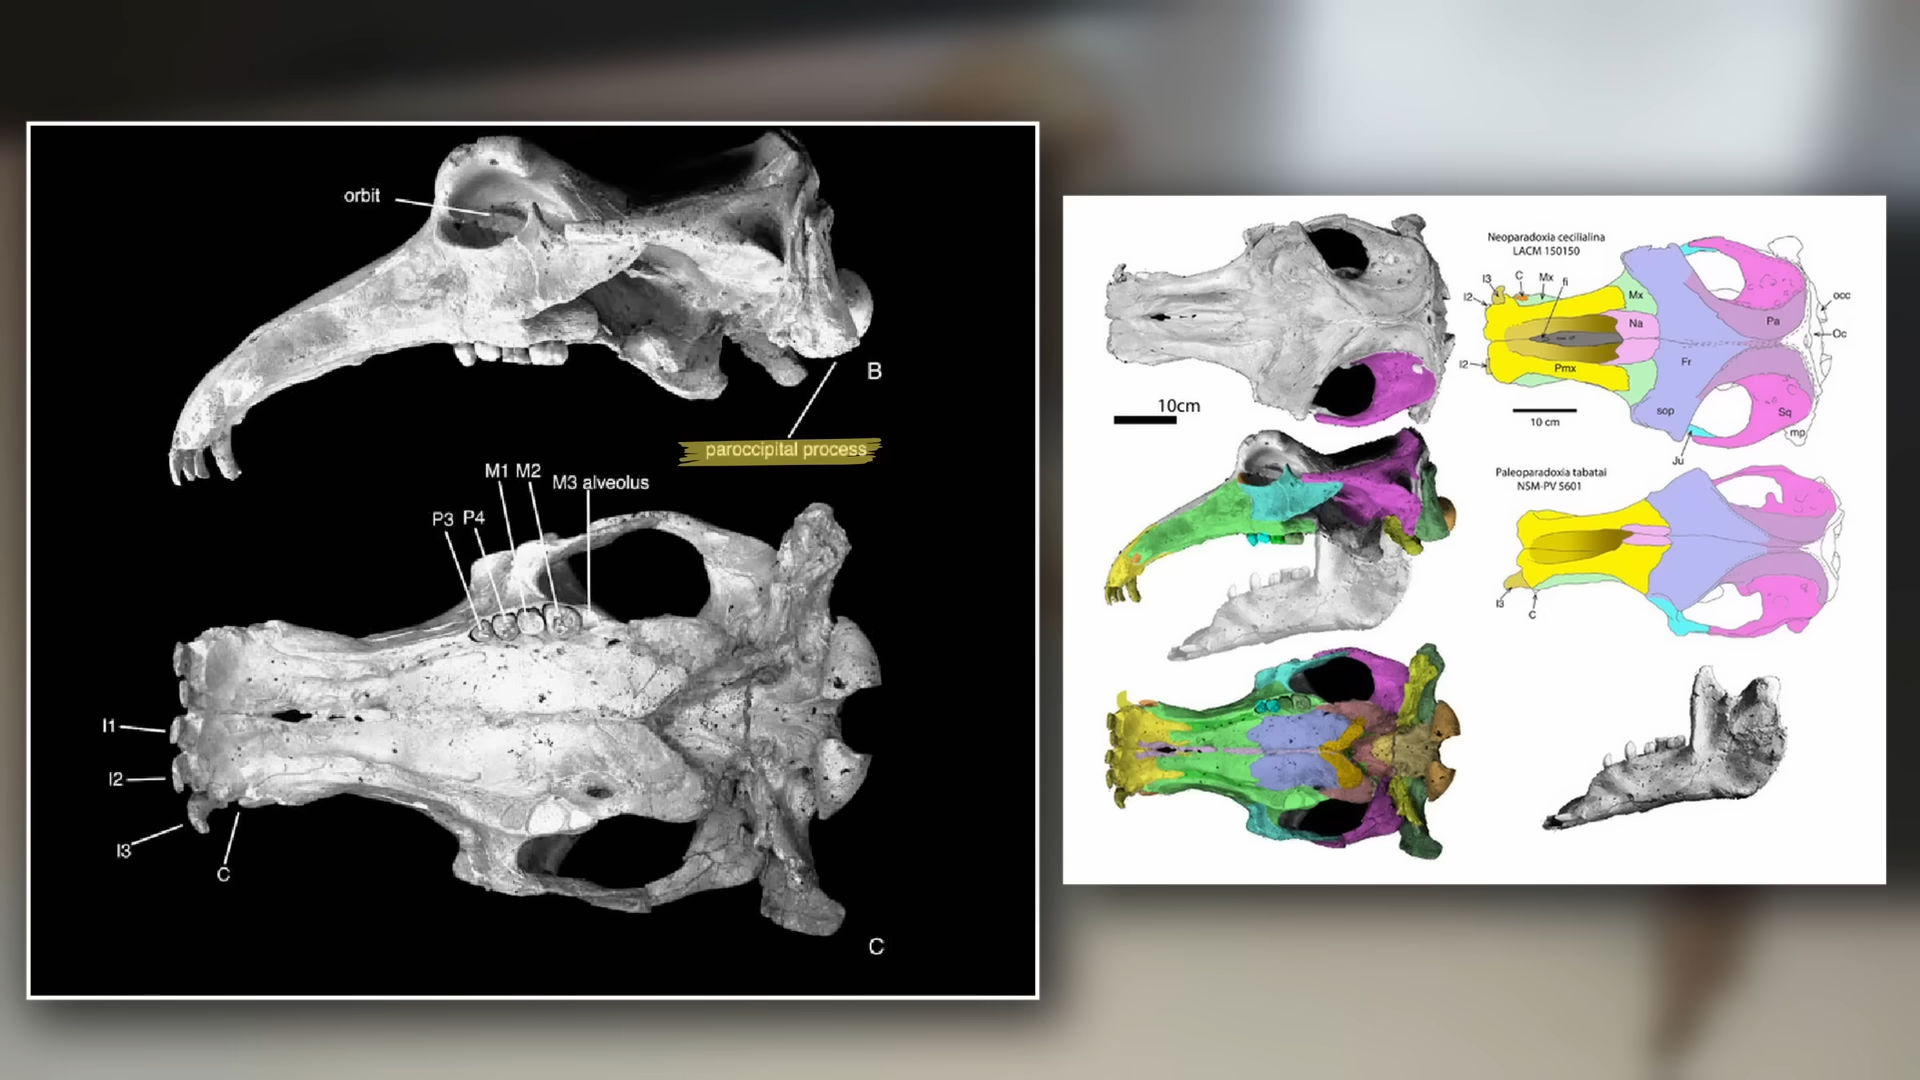 orbit
B
paroccipital process
M1 M2
M3 alveolus
P3 P4
I1
I2
I3
C
C
10cm
Neoparadoxia cecilialina
LACM 150150
I3
C
Mx
fi
I2
Mx
occ
Na
Pa
Oc
I2
Pmx
Fr
sop
Sq
10 cm
mp
Ju
Paleoparadoxia tabatai
NSM-PV 5601
I3
C